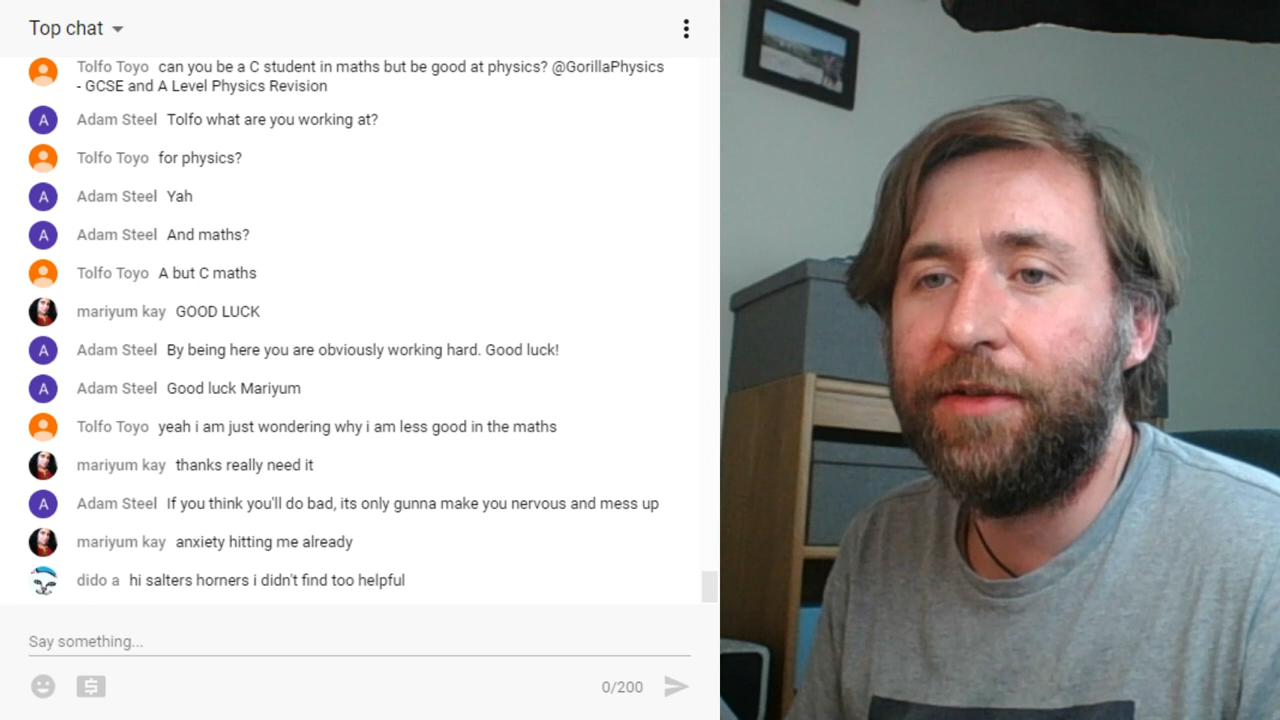 Top chat
Tolfo Toyo can you be a C student in maths but be good at physics? @GorillaPhysics
- GCSE and A Level Physics Revision
A Adam Steel Tolfo what are you working at?
Tolfo Toyo for physics?
A Adam Steel Yah
A Adam Steel And maths?
Tolfo Toyo A but C maths
mariyum kay GOOD LUCK
A Adam Steel By being here you are obviously working hard. Good luck!
A Adam Steel Good luck Mariyum
Tolfo Toyo yeah i am just wondering why i am less good in the maths
mariyum kay thanks really need it
A Adam Steel If you think you'll do bad, its only gunna make you nervous and mess up
mariyum kay anxiety hitting me already
dido a hi salters horners i didn't find too helpful
Say something...
0/200